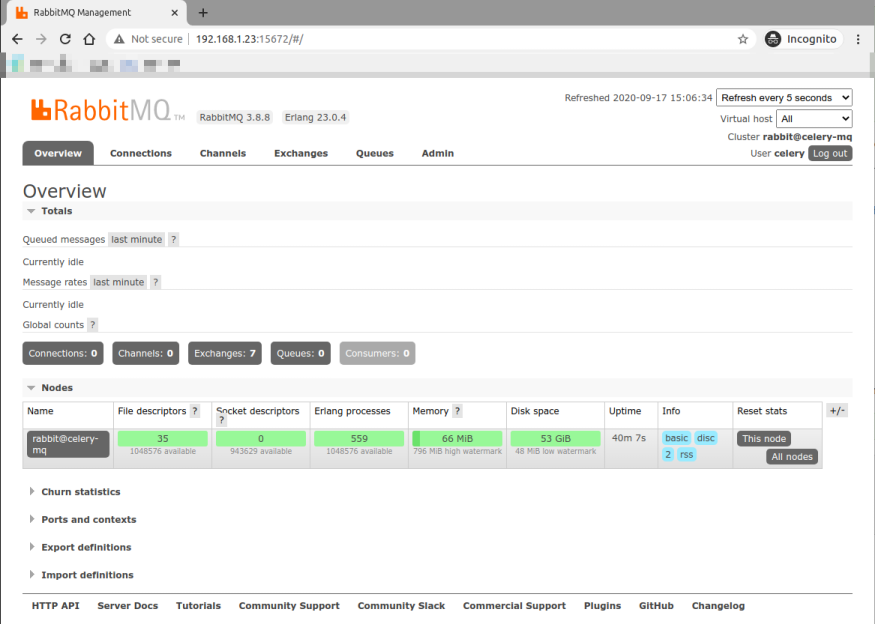 RabbitMQ Management
Not secure 192.168.1.23:15672/#/ Incognito
Refreshed 2020-09-17 15:06:34 Refresh every 5 seconds
RabbitMQ TM RabbitMQ 3.8.8 Erlang 23.0.4
Virtual host All
Cluster rabbit@celery-mq
User celery Log out
Overview Connections Channels Exchanges Queues Admin
Overview
Totals
Queued messages last minute ?
Currently idle
Message rates last minute ?
Currently idle
Global counts ?
Connections: 0 Channels: 0 Exchanges: 7 Queues: 0 Consumers: 0
Nodes
Name File descriptors ? Socket descriptors ? Erlang processes Memory ? Disk space Uptime Info Reset stats +/-
rabbit@celery-mq 35 0 559 66 MiB 53 GiB 40m 7s basic disc This node
1048576 available 943629 available 1048576 available 796 MiB high watermark 48 MiB low watermark 2 rss All nodes
Churn statistics
Ports and contexts
Export definitions
Import definitions
HTTP API Server Docs Tutorials Community Support Community Slack Commercial Support Plugins GitHub Changelog